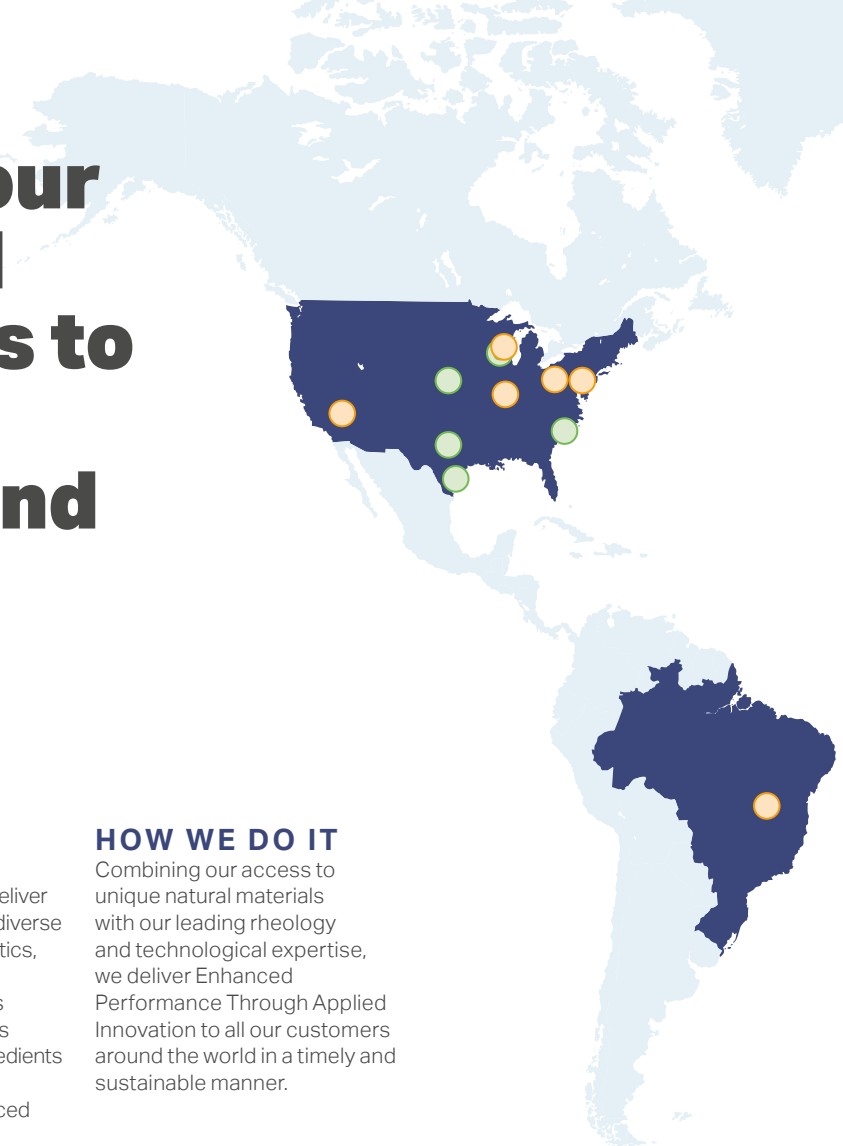 our
s to
nd
eliver
diverse
tics,
s
s
edients
ced
HOW WE DO IT
Combining our access to
unique natural materials
with our leading rheology
and technological expertise,
we deliver Enhanced
Performance Through Applied
Innovation to all our customers
around the world in a timely and
sustainable manner.